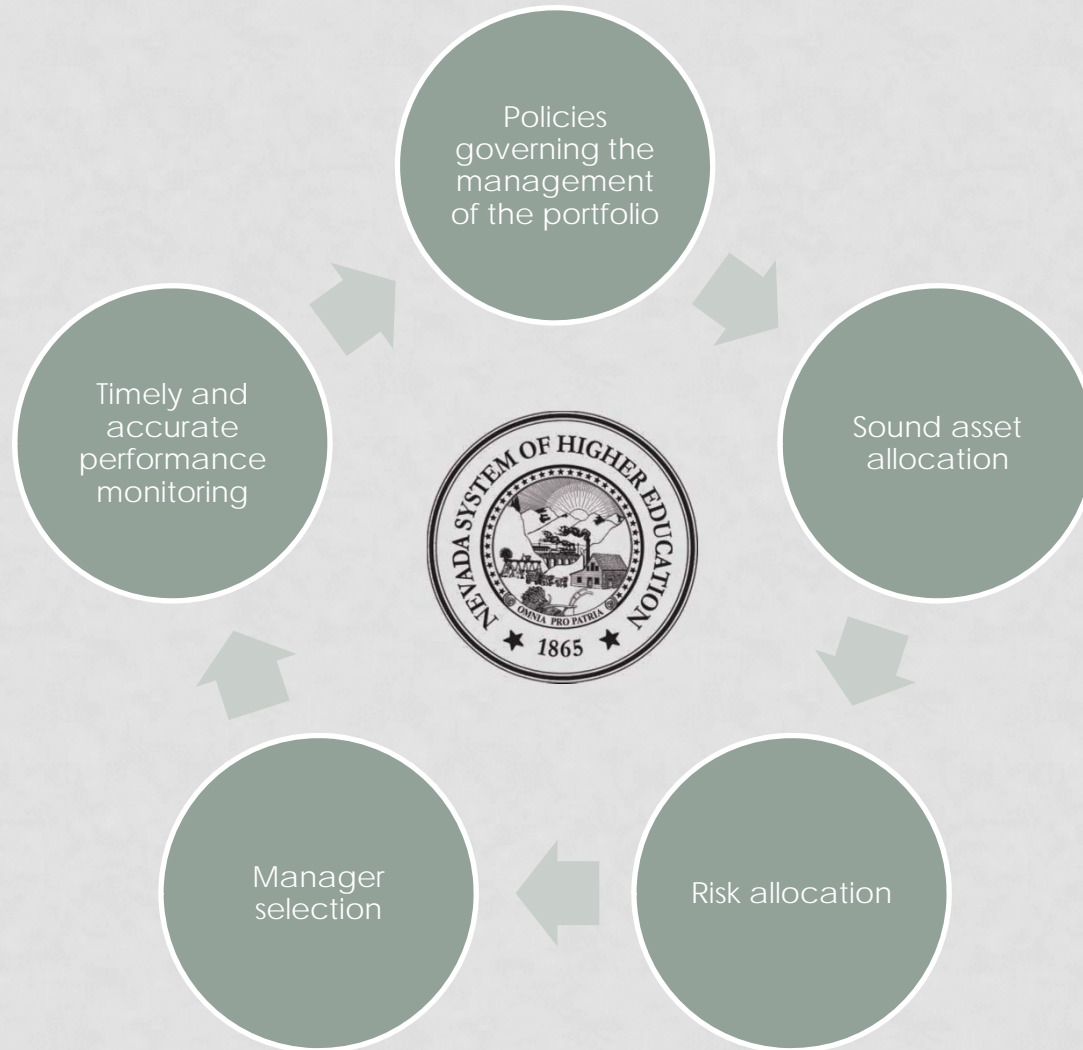 Policies
governing the
management
of the portfolio
Sound asset
allocation
Risk allocation
Manager
selection
Timely and
accurate
performance
monitoring
NEVADA SYSTEM OF HIGHER EDUCATION
OMNIA PRO PATRIA
★ 1865 ★